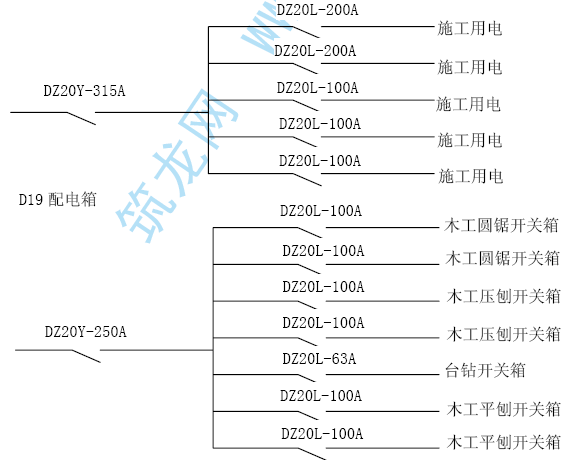 DZ20L-200A
施工用电
DZ20L-200A
施工用电
DZ20Y-315A
DZ20L-100A
施工用电
DZ20L-100A
施工用电
DZ20L-100A
施工用电
D19 配电箱
DZ20L-100A
木工圆锯开关箱
DZ20L-100A
木工圆锯开关箱
DZ20L-100A
木工压刨开关箱
DZ20Y-250A
DZ20L-100A
木工压刨开关箱
DZ20L-63A
台钻开关箱
DZ20L-100A
木工平刨开关箱
DZ20L-100A
木工平刨开关箱
筑龙网 w